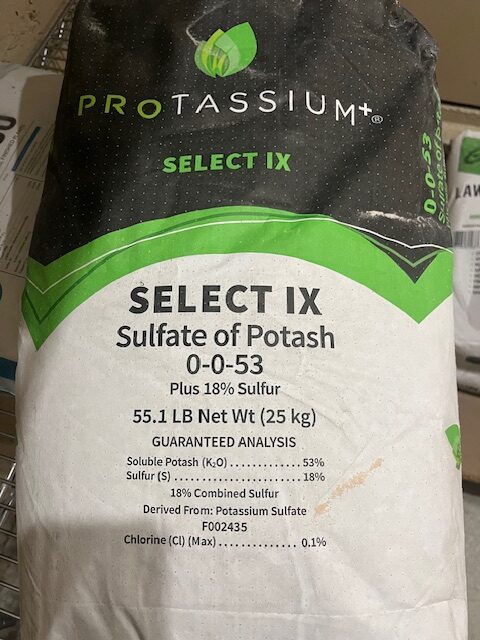 PROTASSIUM+®
SELECT IX
0-0-53
SELECT IX
Sulfate of Potash
0-0-53
Plus 18% Sulfur
55.1 LB Net Wt (25 kg)
GUARANTEED ANALYSIS
Soluble Potash (K₂O) ............ 53%
Sulfur (S) ....................... 18%
18% Combined Sulfur
Derived From: Potassium Sulfate
F002435
Chlorine (Cl) (Max) .............. 0.1%